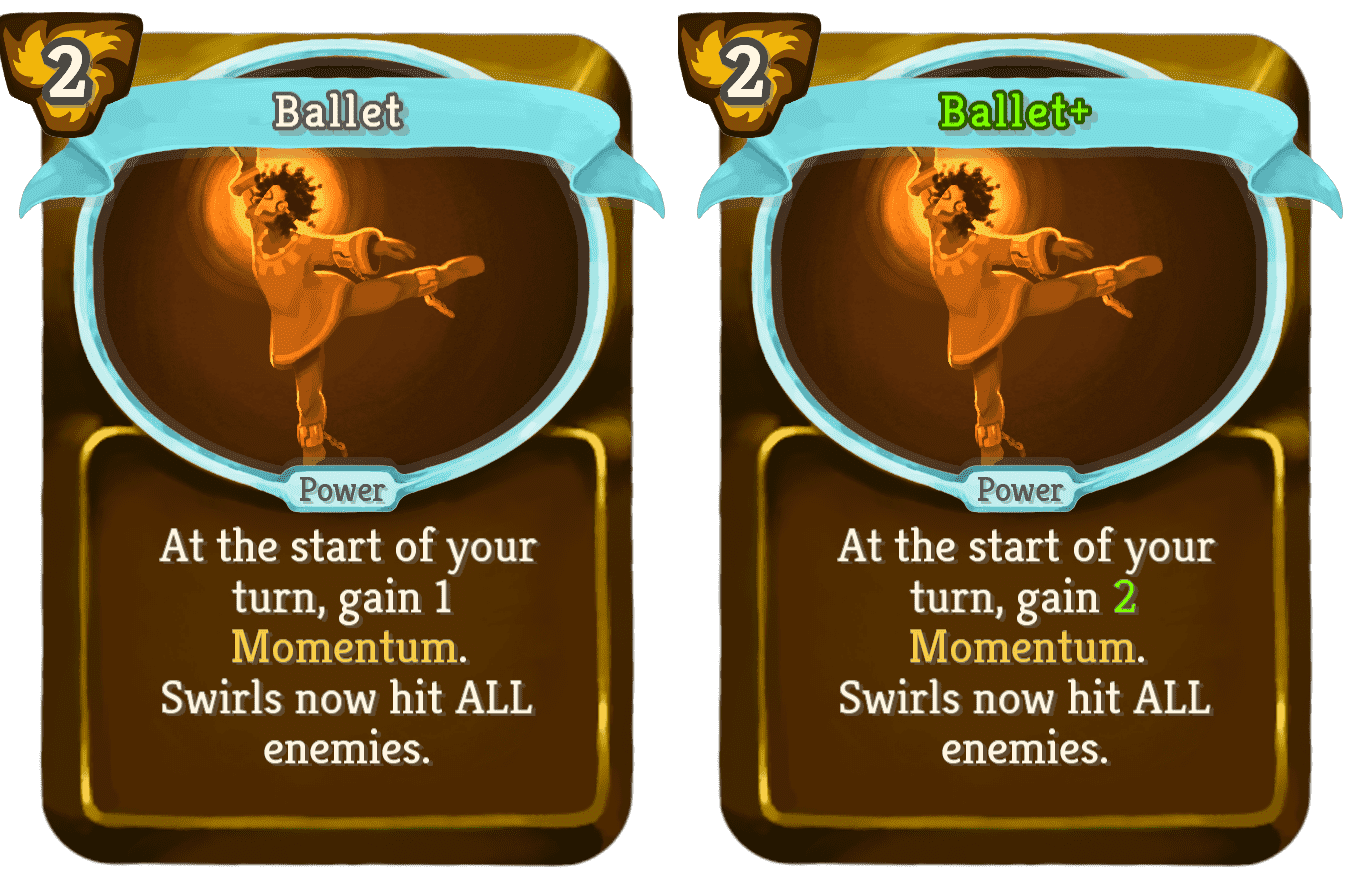 2
Ballet
Power
At the start of your
turn, gain 1
Momentum.
Swirls now hit ALL
enemies.
2
Ballet+
Power
At the start of your
turn, gain 2
Momentum.
Swirls now hit ALL
enemies.